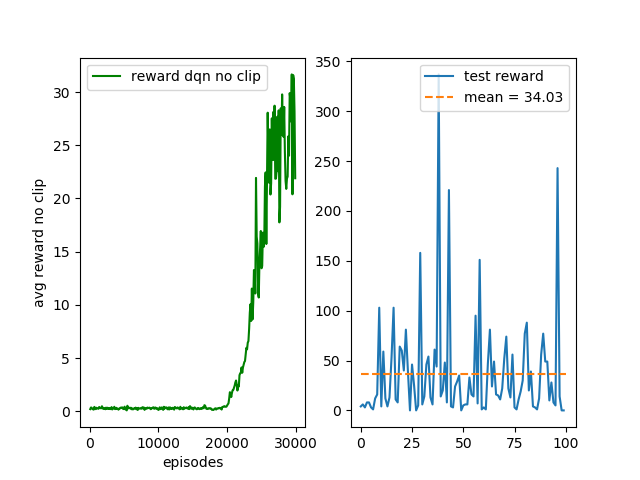 reward dqn no clip
avg reward no clip
30
25
20
15
10
5
0
0 10000 20000 30000
episodes
test reward
mean = 34.03
350
300
250
200
150
100
50
0
0 25 50 75 100